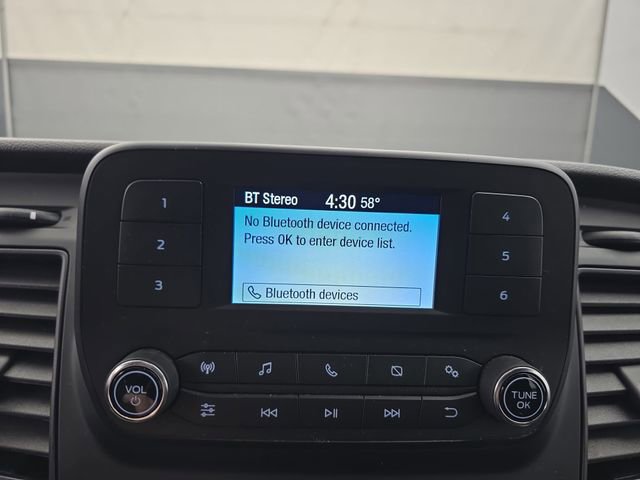 BT Stereo 4:30 58°
No Bluetooth device connected.
Press OK to enter device list.
Bluetooth devices
1
2
3
4
5
6
VOL
TUNE
OK